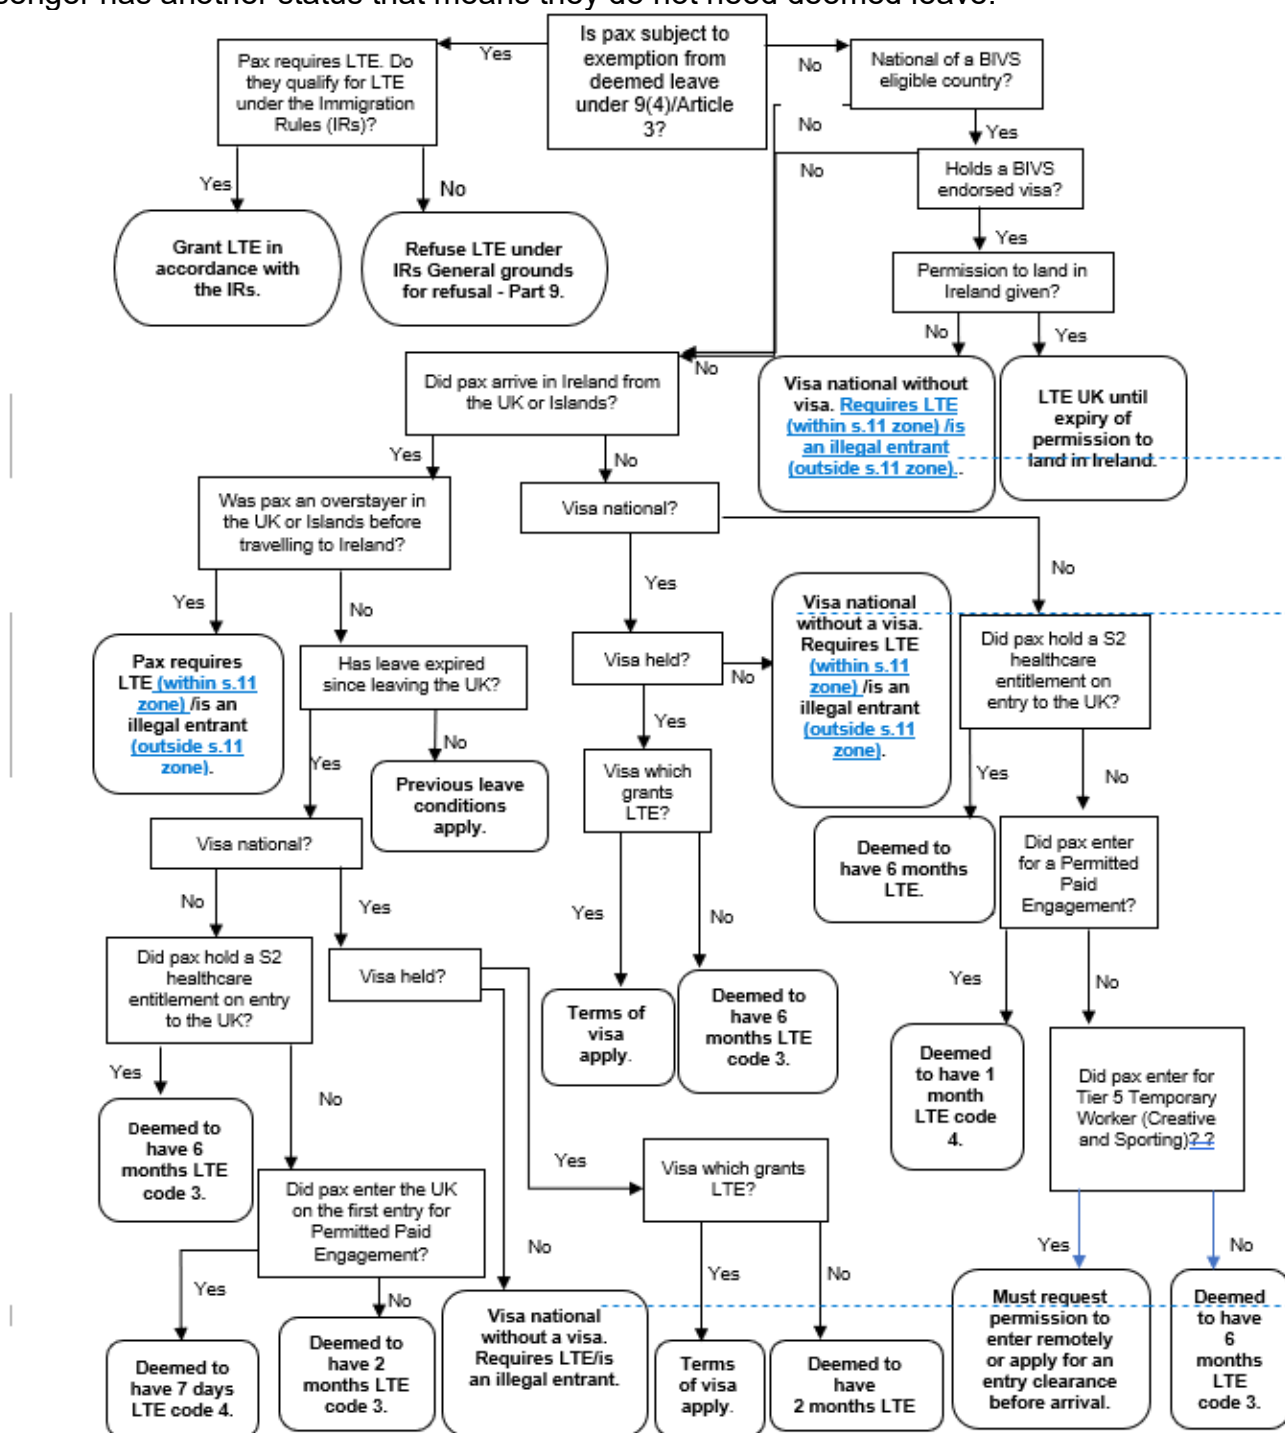 senger has another status that means they do not need deemed leave.
Is pax subject to
exemption from
deemed leave
under 9(4)/Article
3?
Yes
No
Pax requires LTE. Do
they qualify for LTE
under the Immigration
Rules (IRs)?
National of a BIVS
eligible country?
No
Yes
Yes
No
No
Holds a BIVS
endorsed visa?
Yes
Grant LTE in
accordance with
the IRs.
Refuse LTE under
IRs General grounds
for refusal - Part 9.
Permission to land in
Ireland given?
No
Yes
No
Did pax arrive in Ireland from
the UK or Islands?
Visa national without
visa. Requires LTE
(within s.11 zone) /is
an illegal entrant
(outside s.11 zone)..
LTE UK until
expiry of
permission to
land in Ireland.
Yes
No
Was pax an overstayer in
the UK or Islands before
travelling to Ireland?
Visa national?
Yes
No
Yes
No
Pax requires
LTE (within s.11
zone) /is an
illegal entrant
(outside s.11
zone).
Has leave expired
since leaving the UK?
Visa held?
No
Visa national
without a visa.
Requires LTE
(within s.11
zone) /is an
illegal entrant
(outside s.11
zone).
Did pax hold a S2
healthcare
entitlement on
entry to the UK?
Yes
No
Yes
Yes
No
Previous leave
conditions
apply.
Visa which
grants
LTE?
Visa national?
Deemed to
have 6 months
LTE.
Did pax enter
for a Permitted
Paid
Engagement?
No
Yes
Yes
No
Yes
No
Did pax hold a S2
healthcare
entitlement on entry
to the UK?
Visa held?
Terms of
visa
apply.
Deemed to
have 6
months LTE
code 3.
Deemed
to have 1
month
LTE code
4.
Did pax enter for
Tier 5 Temporary
Worker (Creative
and Sporting)? ?
Yes
No
Deemed to
have 6
months LTE
code 3.
Did pax enter the UK
on the first entry for
Permitted Paid
Engagement?
Yes
Visa which grants
LTE?
No
Yes
No
Yes
No
Yes
No
Deemed to
have 7 days
LTE code 4.
Deemed to
have 2
months LTE
code 3.
Visa national
without a visa.
Requires LTE/is
an illegal entrant.
Terms
of visa
apply.
Deemed to
have
2 months LTE
Must request
permission to
enter remotely
or apply for an
entry clearance
before arrival.
Deemed
to have
6
months
LTE
code 3.